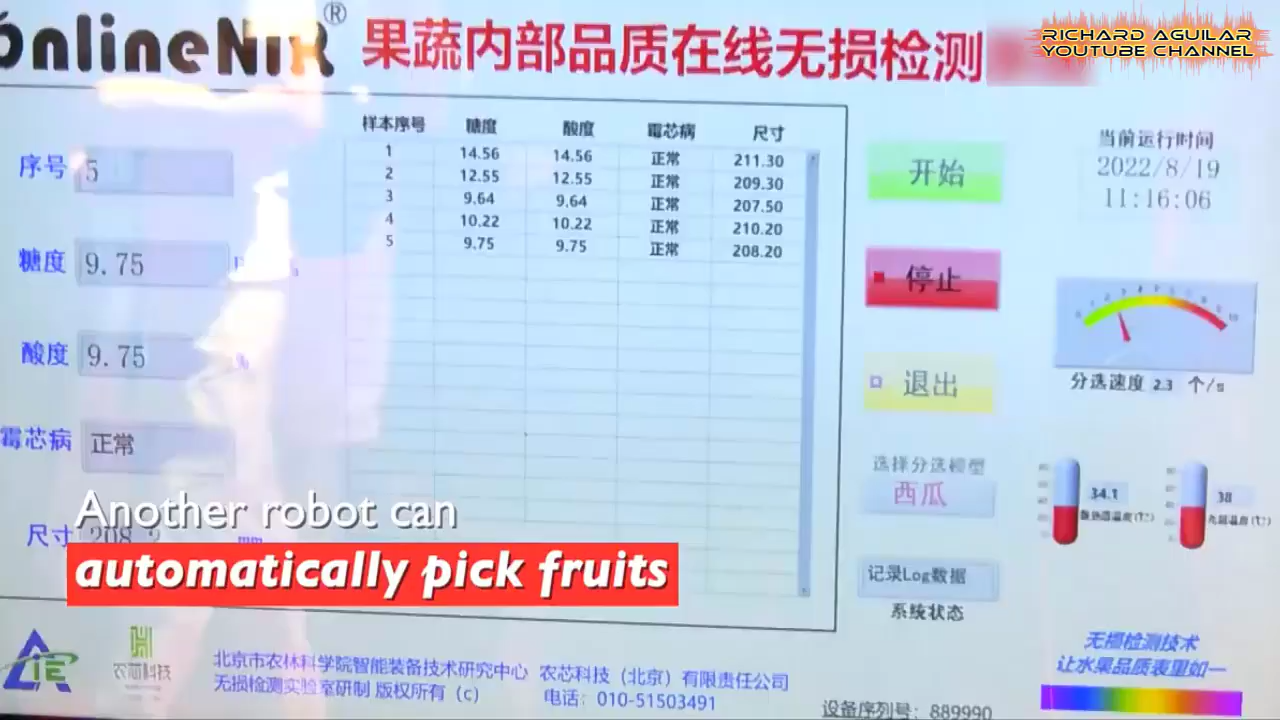 OnlineNIR®
果蔬内部品质在线无损检测
RICHARD AGUILAR
YOUTUBE CHANNEL
样本序号 糖度 酸度 霉芯病 尺寸
1 14.56 14.56 正常 211.30
2 12.55 12.55 正常 209.30
3 9.64 9.64 正常 207.50
4 10.22 10.22 正常 210.20
5 9.75 9.75 正常 208.20
序号 5
糖度 9.75
酸度 9.75 %
霉芯病 正常
尺寸 208.2 mm
开始
停止
退出
选择分选模型
西瓜
记录Log数据
系统状态
当前运行时间
2022/8/19
11:16:06
分选速度 2.3 个/s
34.1
38
Another robot can
automatically pick fruits
农芯科技
北京市农林科学院智能装备技术研究中心 农芯科技（北京）有限责任公司
无损检测实验室研制 版权所有（c） 电话：010-51503491
设备序列号：889990
无损检测技术
让水果品质表里如一